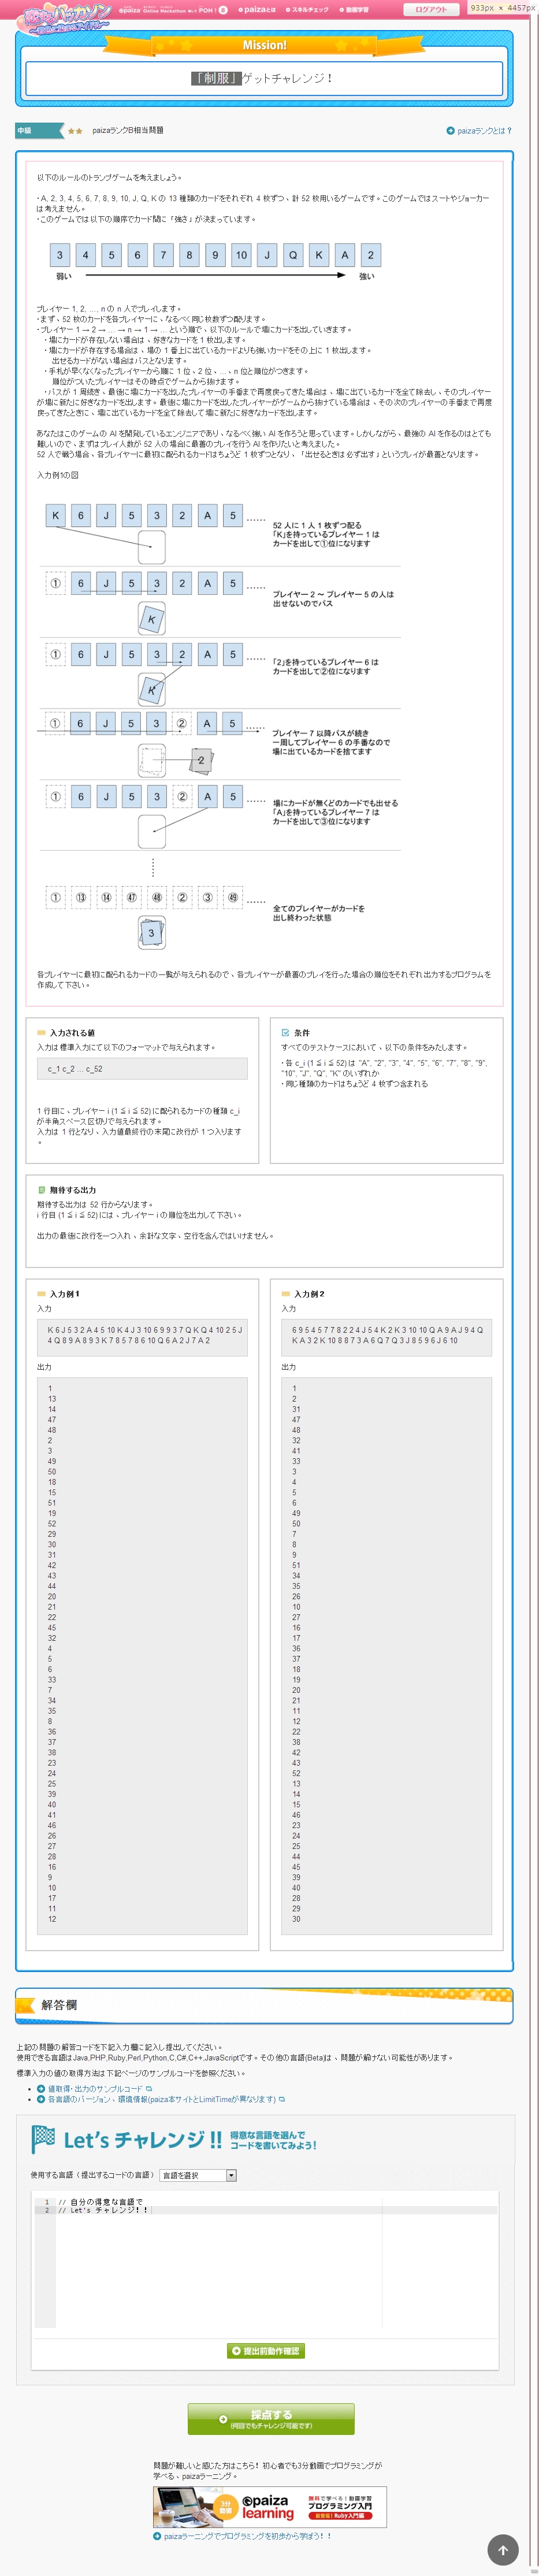 933px x 4457px
paizaとは
スキルチェック
動画学習
ログアウト
Mission!
「制服」ゲットチャレンジ！
中級
★★
paizaランクB相当問題
paizaランクとは？
以下のルールのトランプゲームを考えましょう。
・A, 2, 3, 4, 5, 6, 7, 8, 9, 10, J, Q, K の 13 種類のカードをそれぞれ 4 枚ずつ、計 52 枚用いるゲームです。このゲームではスートやジョーカー
は考えません。
・このゲームでは以下の順序でカード間に「強さ」が決まっています。
3 4 5 6 7 8 9 10 J Q K A 2
弱い
強い
プレイヤー 1, 2, ..., n の n 人でプレイします。
・まず、52 枚のカードを各プレイヤーに、なるべく同じ枚数ずつ配ります。
・プレイヤー 1 → 2 → ... → n → 1 → ... という順で、以下のルールで場にカードを出していきます。
・場にカードが存在しない場合は、好きなカードを 1 枚出します。
・場にカードが存在する場合は、場の 1 番上に出ているカードよりも強いカードをその上に 1 枚出します。
出せるカードがない場合はパスとなります。
・手札が早くなくなったプレイヤーから順に 1 位、2 位、...、n 位と順位がつきます。
順位がついたプレイヤーはその時点でゲームから抜けます。
・パスが 1 周続き、最後に場にカードを出したプレイヤーの手番まで再度戻ってきた場合は、場に出ているカードを全て除去し、そのプレイヤー
が場に新たに好きなカードを出します。最後に場にカードを出したプレイヤーがゲームから抜けている場合は、その次のプレイヤーの手番まで再度
戻ってきたときに、場に出ているカードを全て除去して場に新たに好きなカードを出します。
あなたはこのゲームの AI を開発しているエンジニアであり、なるべく強い AI を作ろうと思っています。しかしながら、最強の AI を作るのはとても
難しいので、まずはプレイ人数が 52 人の場合に最善のプレイを行う AI を作りたいと考えました。
52 人で戦う場合、各プレイヤーに最初に配られるカードはちょうど 1 枚ずつとなり、「出せるときは必ず出す」というプレイが最善となります。
入力例1の図
K 6 J 5 3 2 A 5 ......
52 人に 1 人 1 枚ずつ配る
「K」を持っているプレイヤー 1 は
カードを出して①位になります
① 6 J 5 3 2 A 5 ......
K
プレイヤー 2 ～ プレイヤー 5 の人は
出せないのでパス
① 6 J 5 3 2 A 5 ......
K
「2」を持っているプレイヤー 6 は
カードを出して②位になります
① 6 J 5 3 ② A 5 ......
2
プレイヤー 7 以降パスが続き
一周してプレイヤー 6 の手番なので
場に出ているカードを捨てます
① 6 J 5 3 ② A 5 ......
場にカードが無くどのカードでも出せる
「A」を持っているプレイヤー 7 は
カードを出して③位になります
① ⑬ ⑭ ㊼ ㊽ ② ③ ㊾ ......
3
全てのプレイヤーがカードを
出し終わった状態
各プレイヤーに最初に配られるカードの一覧が与えられるので、各プレイヤーが最善のプレイを行った場合の順位をそれぞれ出力するプログラムを
作成して下さい。
入力される値
入力は標準入力にて以下のフォーマットで与えられます。
c_1 c_2 ... c_52
1 行目に、プレイヤー i (1 ≦ i ≦ 52) に配られるカードの種類 c_i
が半角スペース区切りで与えられます。
入力は 1 行となり、入力値最終行の末尾に改行が 1 つ入ります
。
条件
すべてのテストケースにおいて、以下の条件をみたします。
・各 c_i (1 ≦ i ≦ 52) は "A", "2", "3", "4", "5", "6", "7", "8", "9",
"10", "J", "Q", "K" のいずれか
・同じ種類のカードはちょうど 4 枚ずつ含まれる
期待する出力
期待する出力は 52 行からなります。
i 行目 (1 ≦ i ≦ 52) には、プレイヤー i の順位を出力して下さい。
出力の最後に改行を一つ入れ、余計な文字、空行を含んではいけません。
入力例 1
入力
K 6 J 5 3 2 A 4 5 10 K 4 J 3 10 6 9 9 3 7 Q K Q 4 10 2 5 J
4 Q 8 9 A 8 9 3 K 7 8 5 7 8 6 10 Q 6 A 2 J 7 A 2
出力
1
13
14
47
48
2
3
49
50
18
15
51
19
52
29
30
31
42
43
44
20
21
22
45
32
4
5
6
33
7
34
35
8
36
37
38
23
24
25
39
40
41
46
26
27
28
16
9
10
17
11
12
入力例 2
入力
6 9 5 4 5 7 7 8 2 2 4 J 5 4 K 2 K 3 10 10 Q A 9 A J 9 4 Q
K A 3 2 K 10 8 8 7 3 A 6 Q 7 Q 3 J 8 5 9 6 J 6 10
出力
1
2
31
47
48
32
41
33
3
4
5
6
49
50
7
8
9
51
34
35
26
10
27
16
17
36
37
18
19
20
21
11
12
22
38
42
43
52
13
14
15
46
23
24
25
44
45
39
40
28
29
30
解答欄
上記の問題の解答コードを下記入力欄に記入し提出してください。
使用できる言語はJava,PHP,Ruby,Perl,Python,C,C#,C++,JavaScriptです。その他の言語(Beta)は、問題が解けない可能性があります。
標準入力の値の取得方法は下記ページのサンプルコードを参照ください。
値取得・出力のサンプルコード
各言語のバージョン、環境情報(paiza本サイトとLimitTimeが異なります)
Let'sチャレンジ!!
得意な言語を選んで
コードを書いてみよう！
使用する言語（提出するコードの言語）
言語を選択
1 // 自分の得意な言語で
2 // Let's チャレンジ！！
提出前動作確認
採点する
(何回でもチャレンジ可能です)
問題が難しいと感じた方はこちら！ 初心者でも3分動画でプログラミングが
学べる、paizaラーニング。
3分
動画
paiza
learning
無料で学べる！動画学習
プログラミング入門
Ruby入門編
paizaラーニングでプログラミングを初歩から学ぼう！！